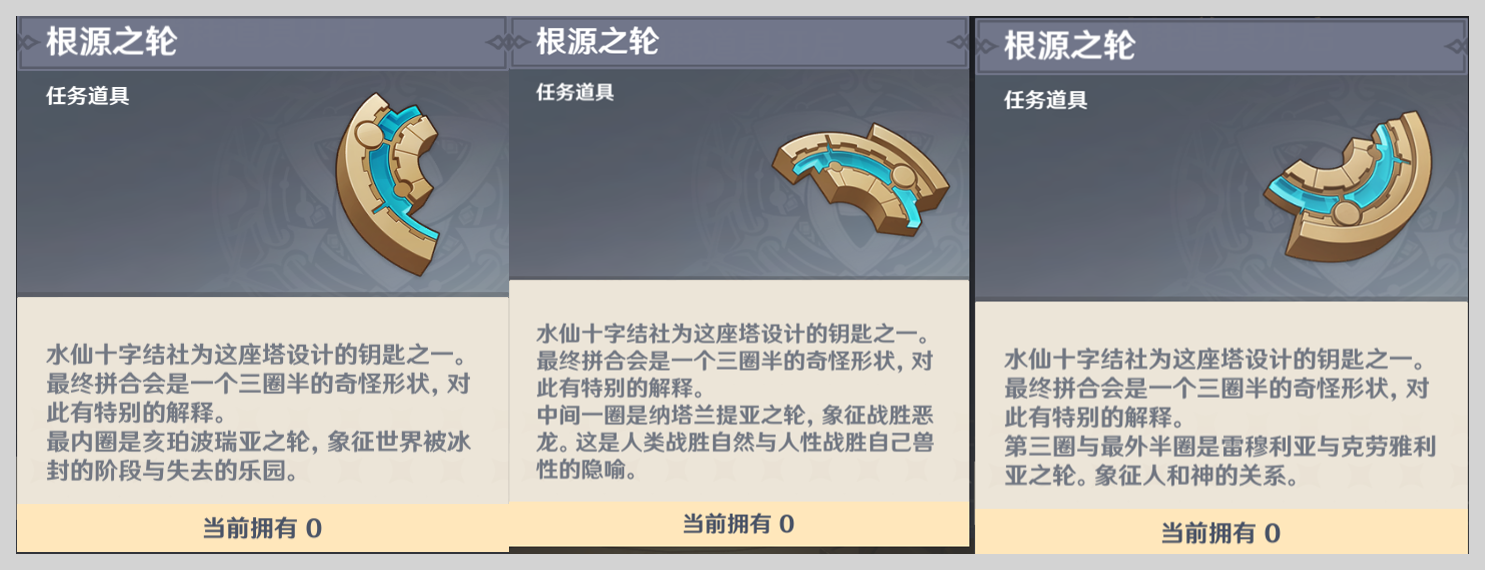 根源之轮
任务道具
水仙十字结社为这座塔设计的钥匙之一。
最终拼合会是一个三圈半的奇怪形状，对
此有特别的解释。
最内圈是亥珀波瑞亚之轮，象征世界被冰
封的阶段与失去的乐园。
当前拥有 0
根源之轮
任务道具
水仙十字结社为这座塔设计的钥匙之一。
最终拼合会是一个三圈半的奇怪形状，对
此有特别的解释。
中间一圈是纳塔兰提亚之轮，象征战胜恶
龙。这是人类战胜自然与人性战胜自己兽
性的隐喻。
当前拥有 0
根源之轮
任务道具
水仙十字结社为这座塔设计的钥匙之一。
最终拼合会是一个三圈半的奇怪形状，对
此有特别的解释。
第三圈与最外半圈是雷穆利亚与克劳雅利
亚之轮。象征人和神的关系。
当前拥有 0